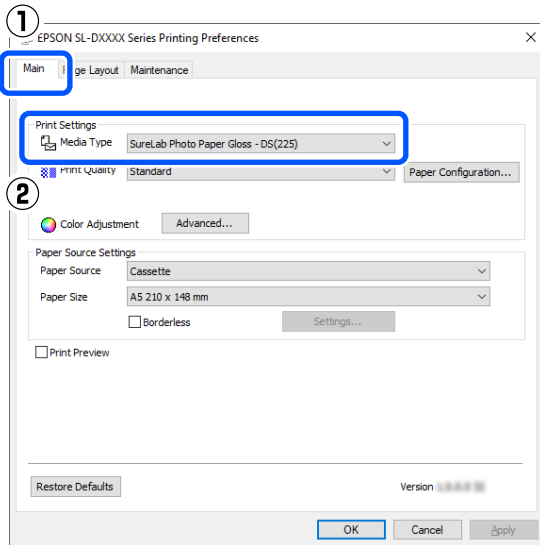 1
EPSON SL-DXXXX Series Printing Preferences
Main Page Layout Maintenance
Print Settings
Media Type SureLab Photo Paper Gloss - DS(225)
Print Quality Standard Paper Configuration...
2
Color Adjustment Advanced...
Paper Source Settings
Paper Source Cassette
Paper Size A5 210 x 148 mm
Borderless Settings...
Print Preview
Restore Defaults Version
OK Cancel Apply